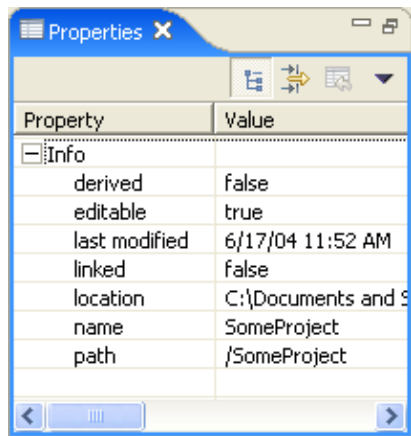 Properties
Property Value
Info
derived false
editable true
last modified 6/17/04 11:52 AM
linked false
location C:\Documents and
name SomeProject
path /SomeProject